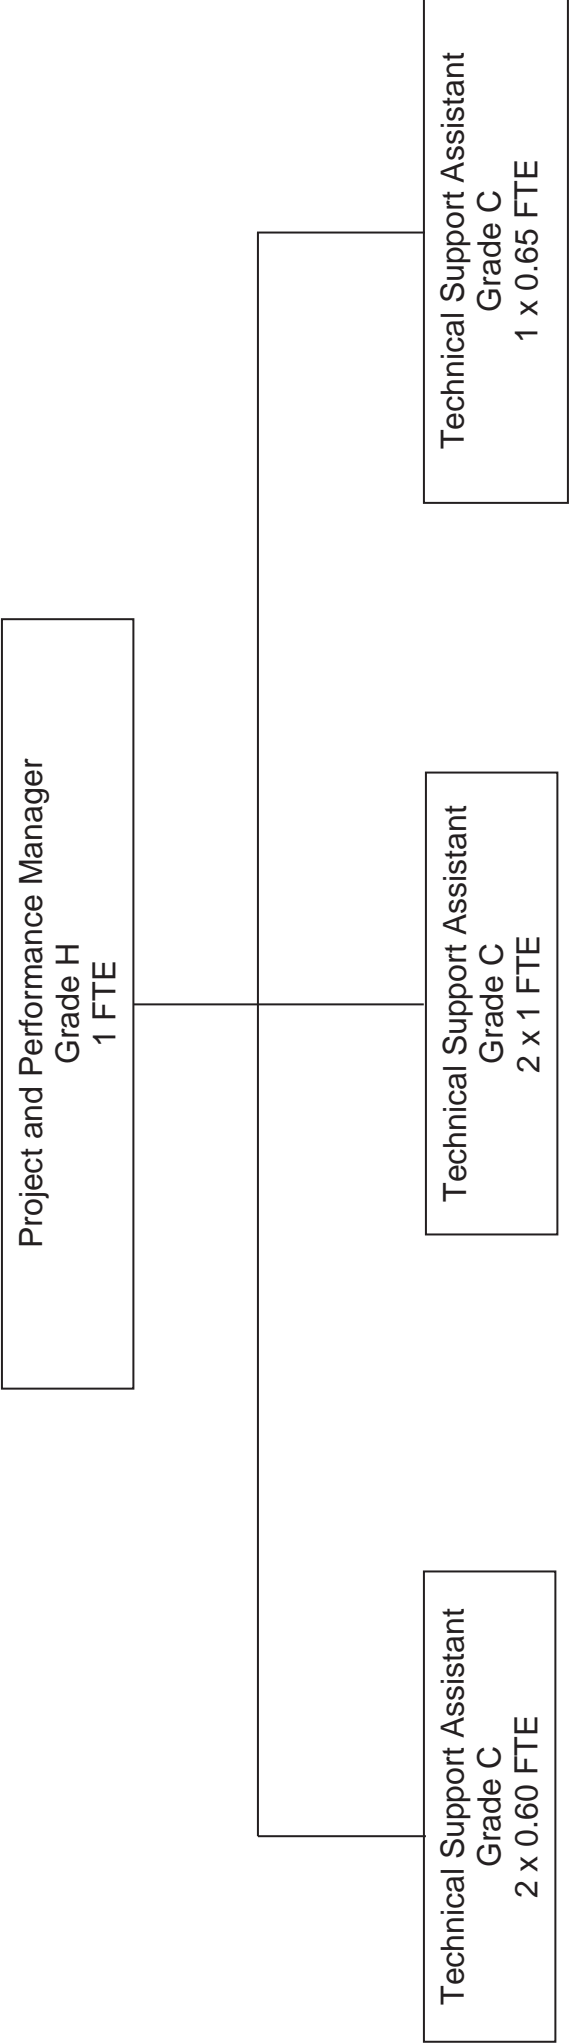 Project and Performance Manager
Grade H
1 FTE
Technical Support Assistant
Grade C
2 x 0.60 FTE
Technical Support Assistant
Grade C
2 x 1 FTE
Technical Support Assistant
Grade C
1 x 0.65 FTE